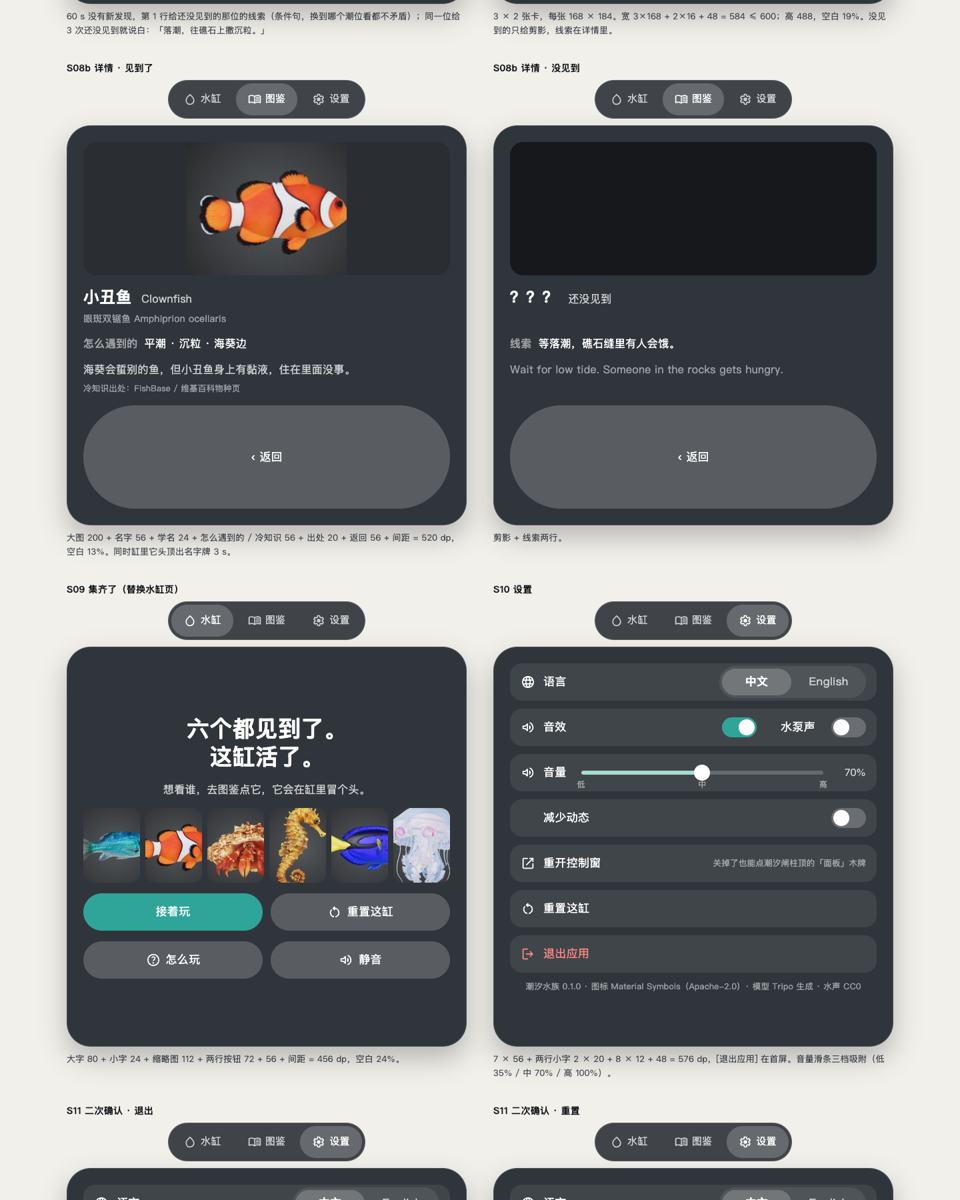 60 s 没有新发现，第 1 行给还没见到的那位的线索（条件句，换到哪个潮位看都不矛盾）；同一位给
3 次还没见到就说白：「落潮，往礁石上撒沉粒。」
3 × 2 张卡，每张 168 × 184。宽 3×168 + 2×16 + 48 = 584 ≤ 600；高 488，空白 19%。没见
到的只给剪影，线索在详情里。
S08b 详情 · 见到了
水缸 图鉴 设置
小丑鱼 Clownfish
眼斑双锯鱼 Amphiprion ocellaris
怎么遇到的 平潮 · 沉粒 · 海葵边
海葵会蜇别的鱼，但小丑鱼身上有黏液，住在里面没事。
冷知识出处：FishBase / 维基百科物种页
‹ 返回
大图 200 + 名字 56 + 学名 24 + 怎么遇到的 / 冷知识 56 + 出处 20 + 返回 56 + 间距 = 520 dp，
空白 13%。同时缸里它头顶出名字牌 3 s。
S08b 详情 · 没见到
水缸 图鉴 设置
? ? ? 还没见到
线索 等落潮，礁石缝里有人会饿。
Wait for low tide. Someone in the rocks gets hungry.
‹ 返回
剪影 + 线索两行。
S09 集齐了（替换水缸页）
水缸 图鉴 设置
六个都见到了。
这缸活了。
想看谁，去图鉴点它，它会在缸里冒个头。
接着玩 重置这缸
怎么玩 静音
大字 80 + 小字 24 + 缩略图 112 + 两行按钮 72 + 56 + 间距 = 456 dp，空白 24%。
S10 设置
水缸 图鉴 设置
语言 中文 English
音效 水泵声
音量 70%
低 中 高
减少动态
重开控制窗 关掉了也能点潮汐闸柱顶的「面板」木牌
重置这缸
退出应用
潮汐水族 0.1.0 · 图标 Material Symbols（Apache-2.0）· 模型 Tripo 生成 · 水声 CC0
7 × 56 + 两行小字 2 × 20 + 8 × 12 + 48 = 576 dp，[退出应用] 在首屏。音量滑条三档吸附（低
35% / 中 70% / 高 100%）。
S11 二次确认 · 退出
水缸 图鉴 设置
S11 二次确认 · 重置
水缸 图鉴 设置